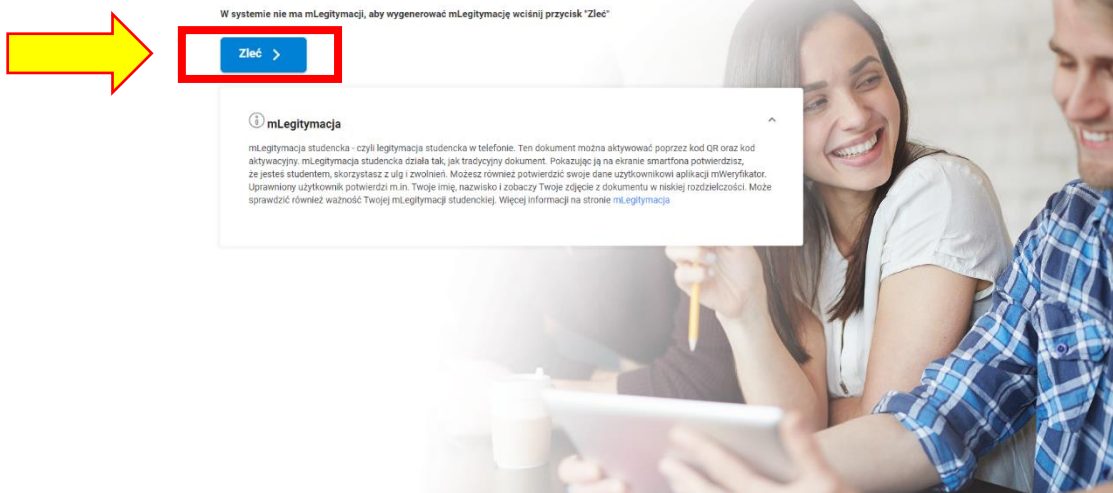 W systemie nie ma mLegitymacji, aby wygenerować mLegitymację wciśnij przycisk "Zleć"
Zleć >
mLegitymacja
mLegitymacja studencka - czyli legitymacja studencka w telefonie. Ten dokument można aktywować poprzez kod QR oraz kod
aktywacyjny. mLegitymacja studencka działa tak, jak tradycyjny dokument. Pokazując ją na ekranie smartfona potwierdzisz,
że jesteś studentem, skorzystasz z ulg i zwolnień. Możesz również potwierdzić swoje dane użytkownikowi aplikacji mWeryfikator.
Uprawniony użytkownik potwierdzi m.in. Twoje imię, nazwisko i zobaczy Twoje zdjęcie z dokumentu w niskiej rozdzielczości. Może
sprawdzić również ważność Twojej mLegitymacji studenckiej. Więcej informacji na stronie mLegitymacja